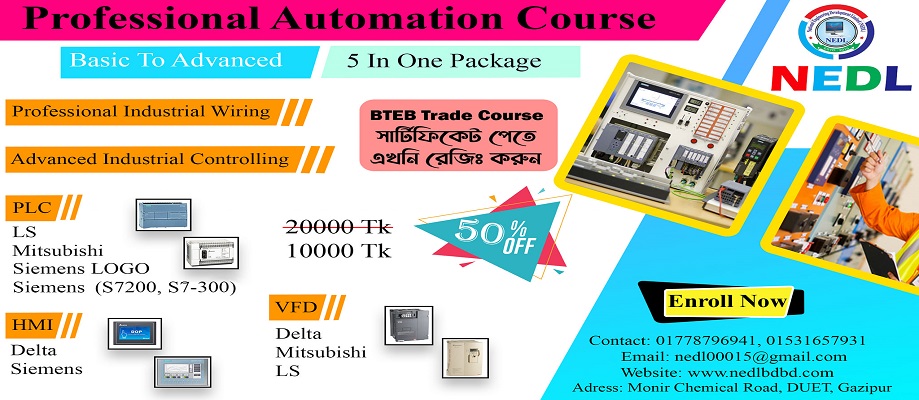 Professional Automation Course
Basic To Advanced
5 In One Package
NEDL
NEDL
Professional Industrial Wiring
Advanced Industrial Controlling
BTEB Trade Course
সার্টিফিকেট পেতে
এখনি রেজিঃ করুন
PLC
LS
Mitsubishi
Siemens LOGO
Siemens (S7200, S7-300)
20000 Tk
10000 Tk
50% OFF
HMI
Delta
Siemens
VFD
Delta
Mitsubishi
LS
Enroll Now
Contact: 01778796941, 01531657931
Email: nedl00015@gmail.com
Website: www.nedlbdbd.com
Adress: Monir Chemical Road, DUET, Gazipur